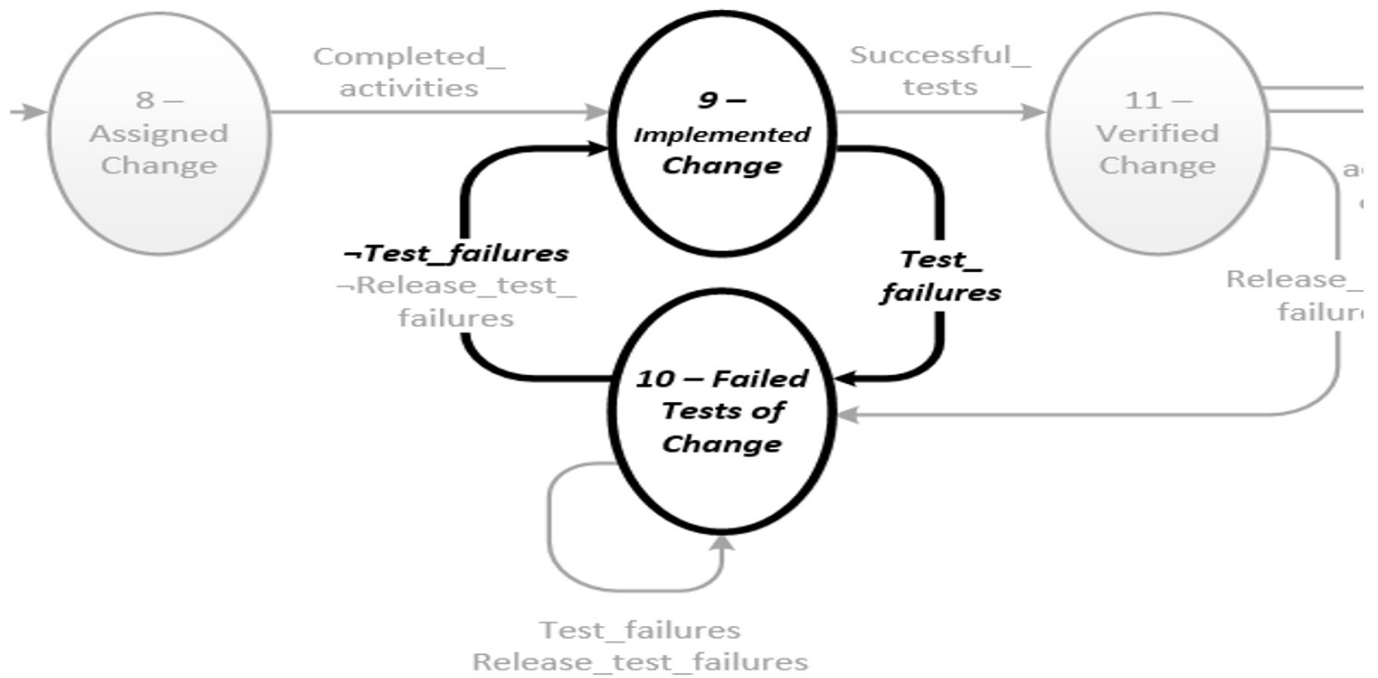 8 –
Assigned
Change
Completed_
activities
9 –
Implemented
Change
Successful_
tests
11 –
Verified
Change
¬Test_failures
¬Release_test_
failures
Test_
failures
Release_
10 – Failed
Tests of
Change
Test_failures
Release_test_failures